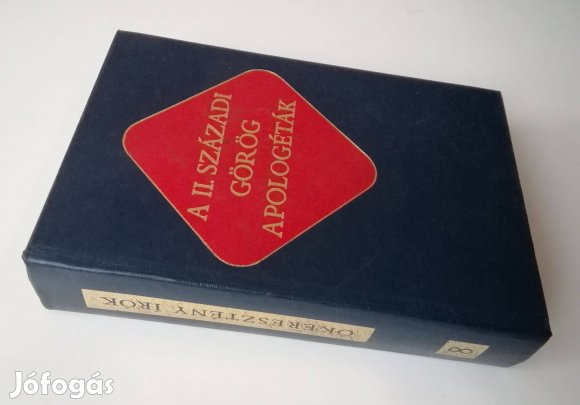 A II. SZÁZADI
GÖRÖG
APOLOGÉTÁK
ÓKERESZTÉNY ÍRÓK
8
Jófogás